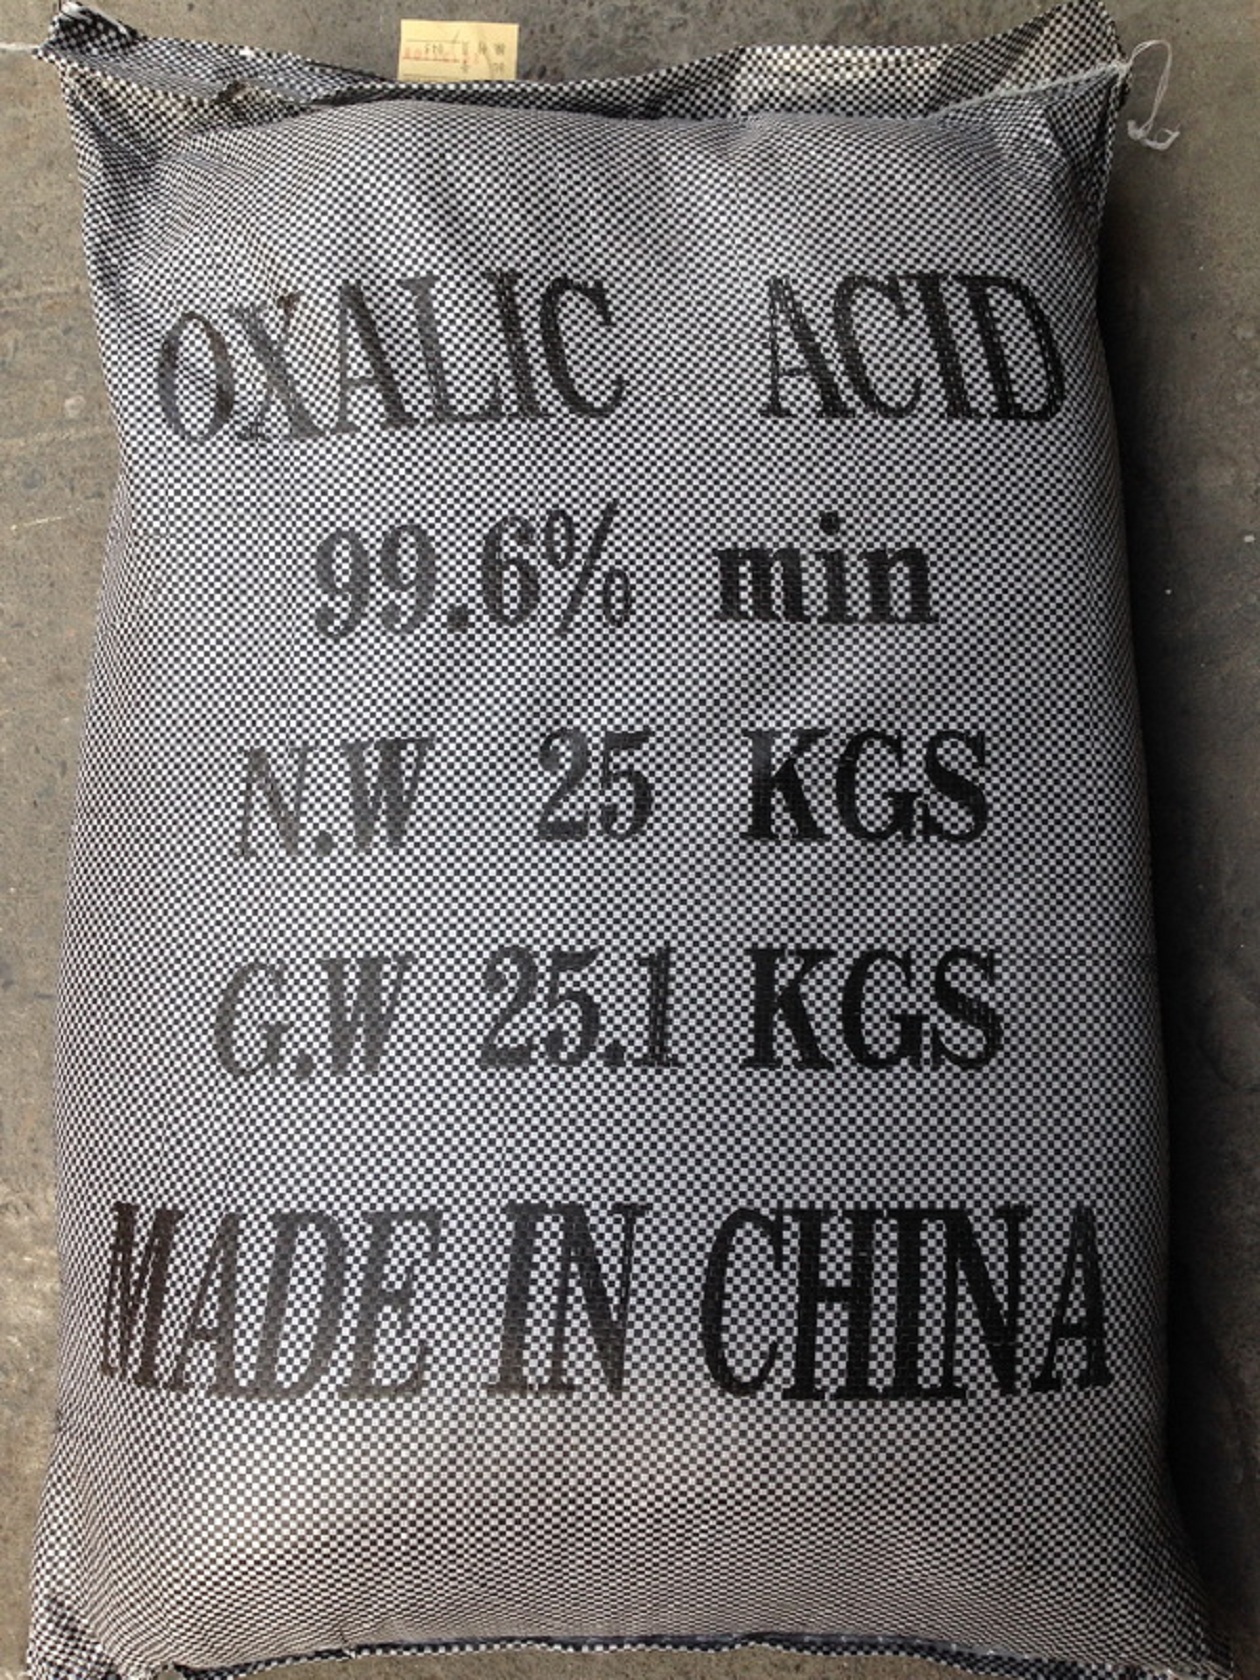 OXALIC ACID
99.6% min
N.W 25 KGS
G.W 25.1 KGS
MADE IN CHINA